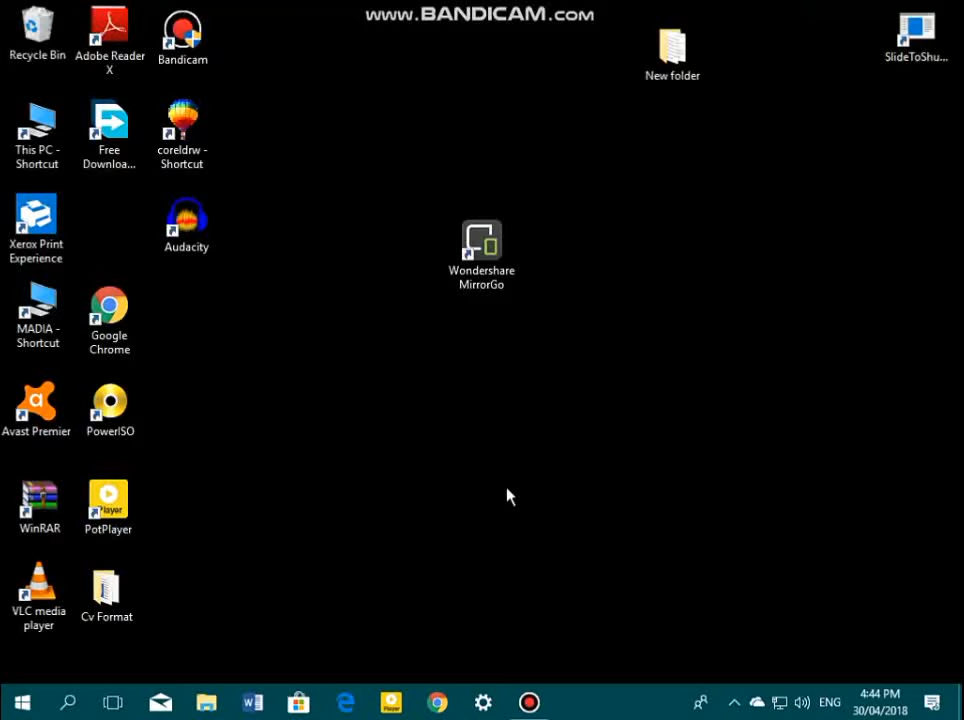 www.BANDICAM.com
Recycle Bin
Adobe Reader
X
Bandicam
New folder
SlideToShu...
This PC -
Shortcut
Free
Downloa...
coreldrw -
Shortcut
Xerox Print
Experience
Audacity
Wondershare
MirrorGo
MADIA -
Shortcut
Google
Chrome
Avast Premier
PowerISO
WinRAR
Player
PotPlayer
VLC media
player
Cv Format
Player
ENG
4:44 PM
30/04/2018